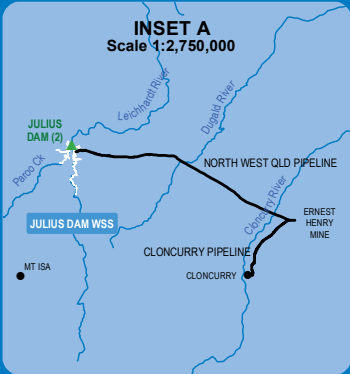 INSET A
Scale 1:2,750,000
Leichhardt River
Dugald River
JULIUS
DAM (2)
Paroo Ck
NORTH WEST QLD PIPELINE
Cloncurry River
JULIUS DAM WSS
ERNEST
HENRY
MINE
CLONCURRY PIPELINE
MT ISA
CLONCURRY